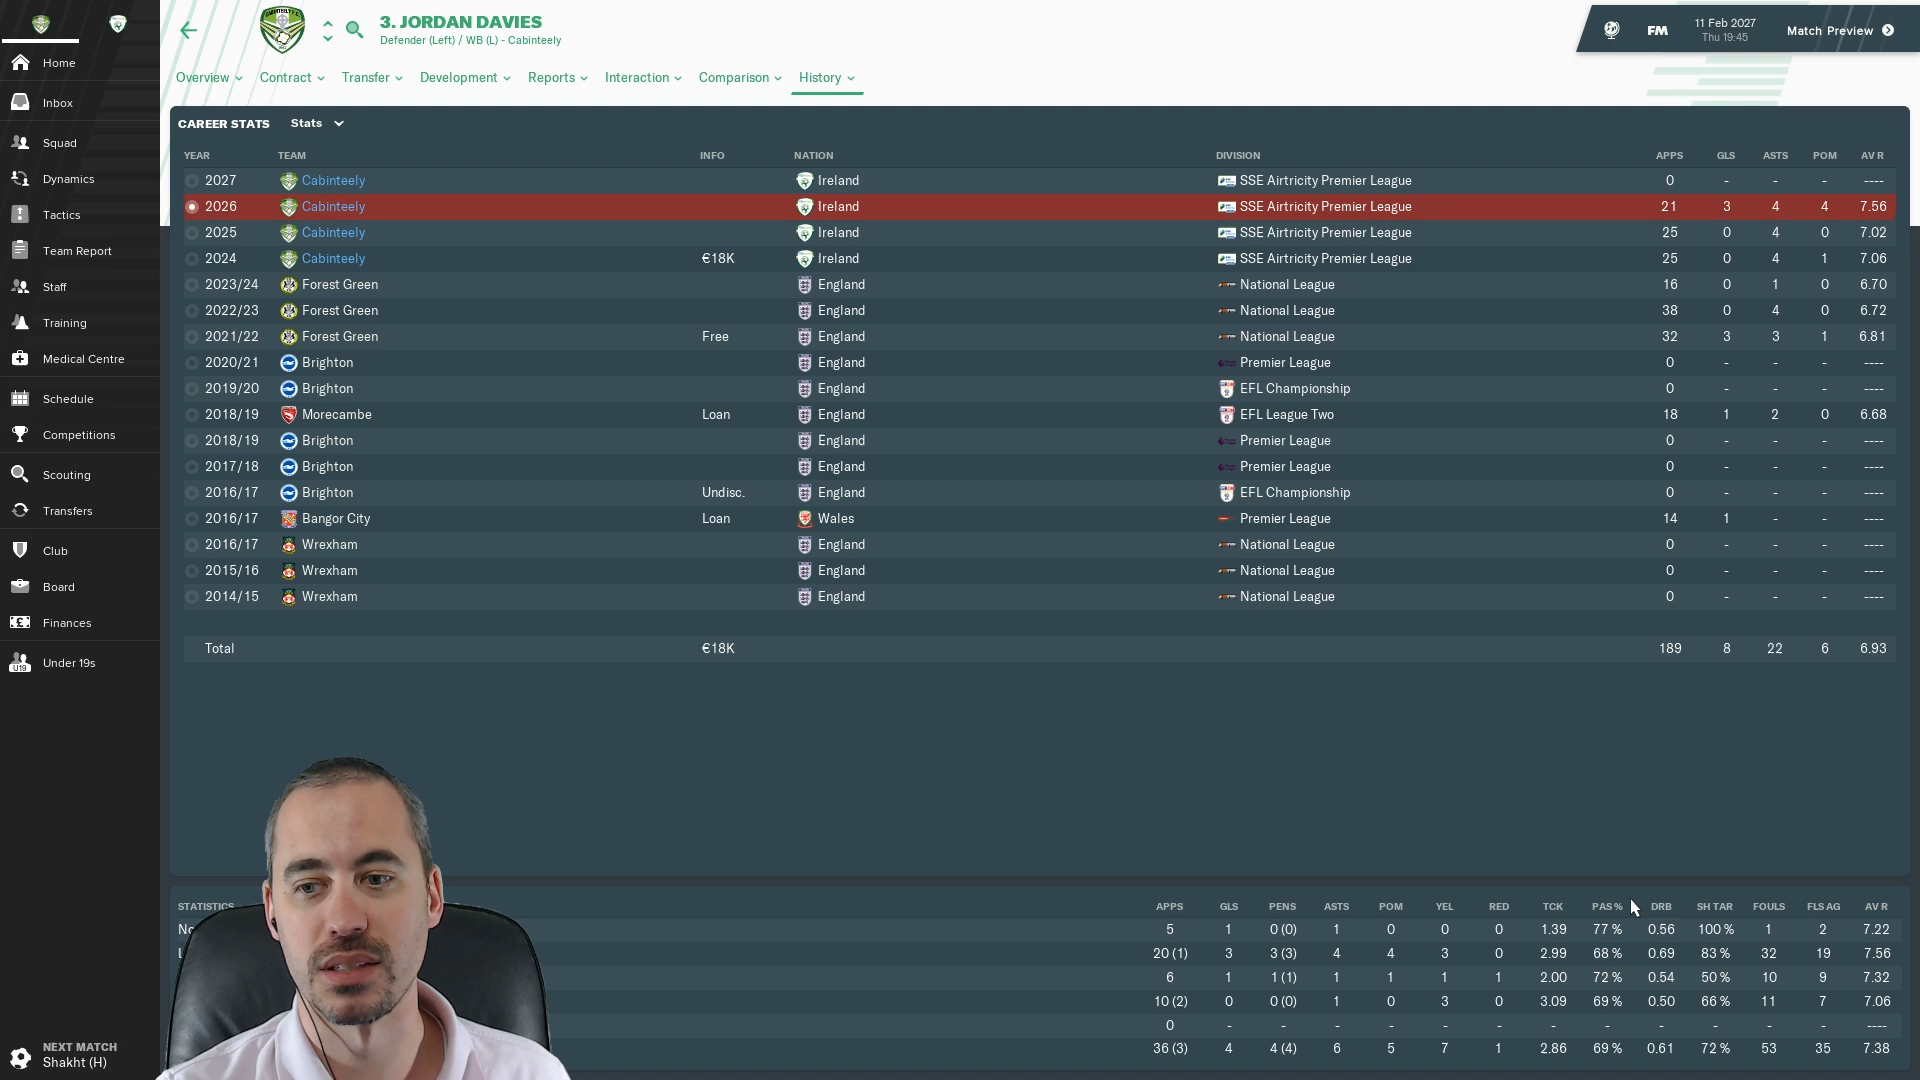 3. JORDAN DAVIES
Defender (Left) / WB (L) - Cabinteely
11 Feb 2027
Thu 19:45
FM
Match Preview
Home
Inbox
Squad
Dynamics
Tactics
Team Report
Staff
Training
Medical Centre
Schedule
Competitions
Scouting
Transfers
Club
Board
Finances
U19
Under 19s
NEXT MATCH
Shakht (H)
Overview Contract Transfer Development Reports Interaction Comparison History
CAREER STATS Stats
YEAR TEAM INFO NATION DIVISION APPS GLS ASTS POM AV R
2027 Cabinteely Ireland SSE Airtricity Premier League 0 - - - ----
2026 Cabinteely Ireland SSE Airtricity Premier League 21 3 4 4 7.56
2025 Cabinteely Ireland SSE Airtricity Premier League 25 0 4 0 7.02
2024 Cabinteely €18K Ireland SSE Airtricity Premier League 25 0 4 1 7.06
2023/24 Forest Green England National League 16 0 1 0 6.70
2022/23 Forest Green England National League 38 0 4 0 6.72
2021/22 Forest Green Free England National League 32 3 3 1 6.81
2020/21 Brighton England Premier League 0 - - - ----
2019/20 Brighton England EFL Championship 0 - - - ----
2018/19 Morecambe Loan England EFL League Two 18 1 2 0 6.68
2018/19 Brighton England Premier League 0 - - - ----
2017/18 Brighton England Premier League 0 - - - ----
2016/17 Brighton Undisc. England EFL Championship 0 - - - ----
2016/17 Bangor City Loan Wales Premier League 14 1 - - ----
2016/17 Wrexham England National League 0 - - - ----
2015/16 Wrexham England National League 0 - - - ----
2014/15 Wrexham England National League 0 - - - ----
Total €18K 189 8 22 6 6.93
STATISTICS APPS GLS PENS ASTS POM YEL RED TCK PAS % DRB SH TAR FOULS FLS AG AV R
5 1 0 (0) 1 0 0 0 1.39 77 % 0.56 100 % 1 2 7.22
20 (1) 3 3 (3) 4 4 3 0 2.99 68 % 0.69 83 % 32 19 7.56
6 1 1 (1) 1 1 1 1 2.00 72 % 0.54 50 % 10 9 7.32
10 (2) 0 0 (0) 1 0 3 0 3.09 69 % 0.50 66 % 11 7 7.06
0 - - - - - - - - - - - - ----
36 (3) 4 4 (4) 6 5 7 1 2.86 69 % 0.61 72 % 53 35 7.38